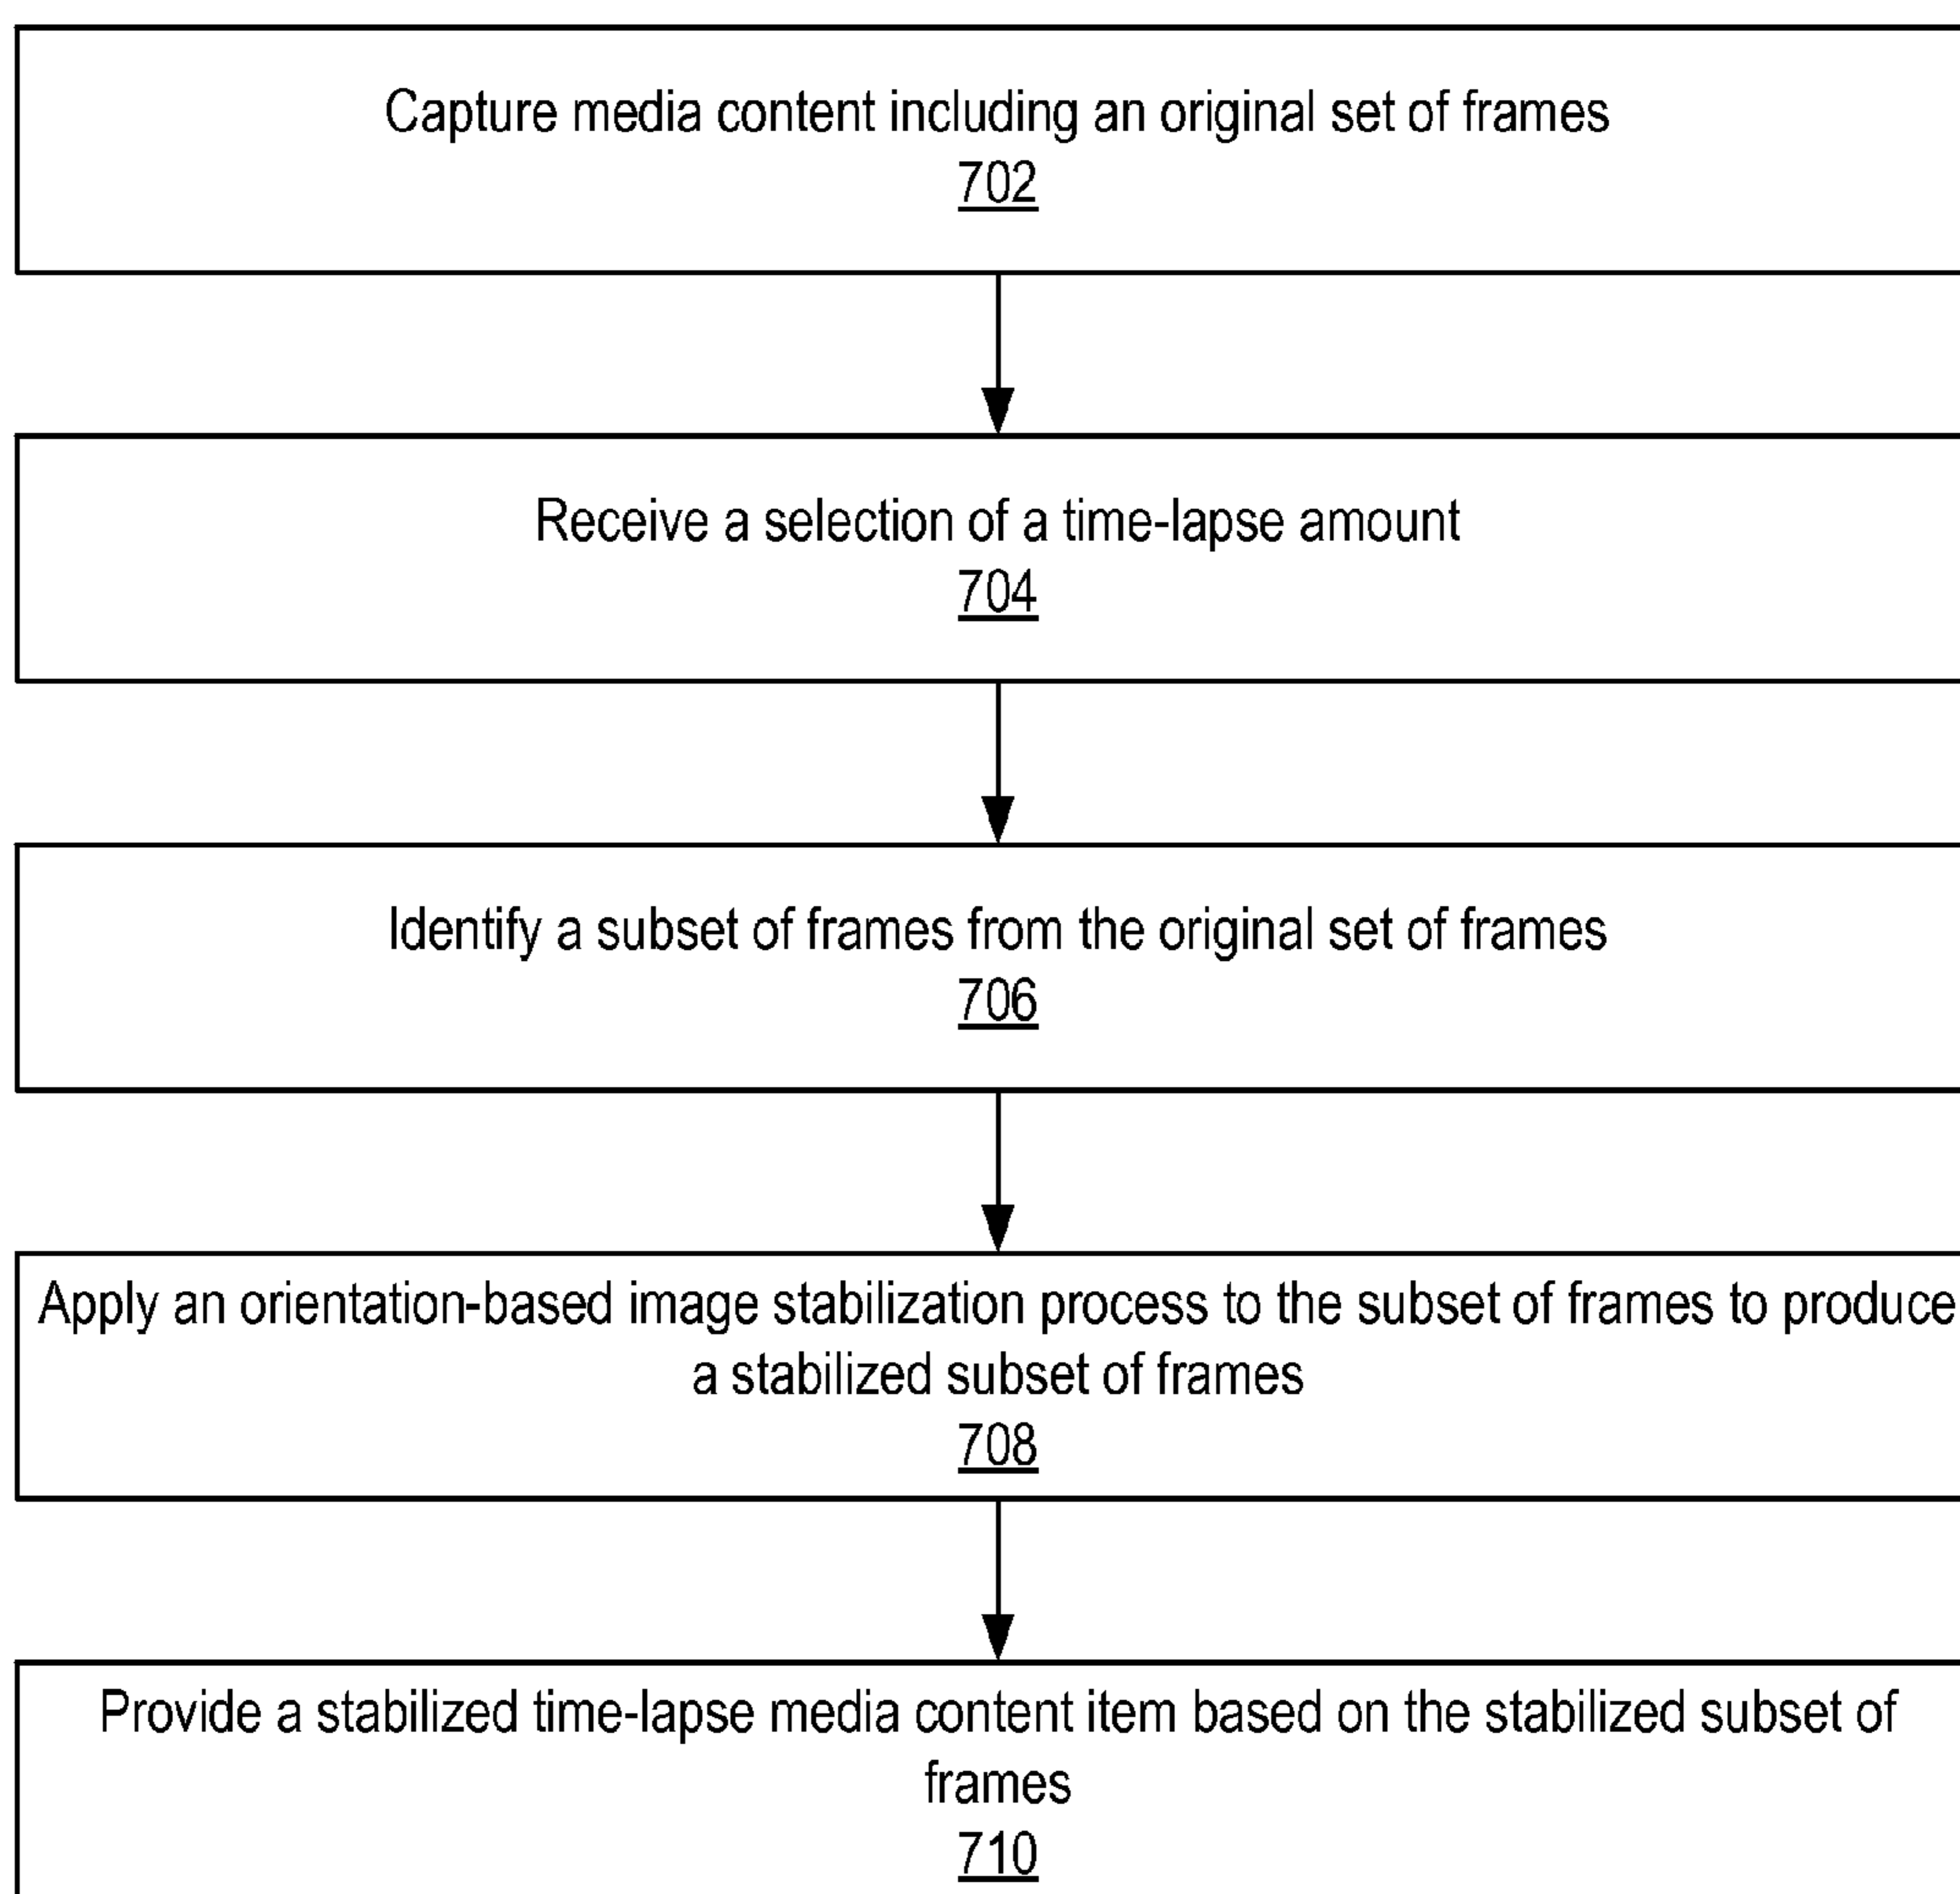 Capture media content including an original set of frames
702
Receive a selection of a time-lapse amount
704
Identify a subset of frames from the original set of frames
706
Apply an orientation-based image stabilization process to the subset of frames to produce
a stabilized subset of frames
708
Provide a stabilized time-lapse media content item based on the stabilized subset of
frames
710